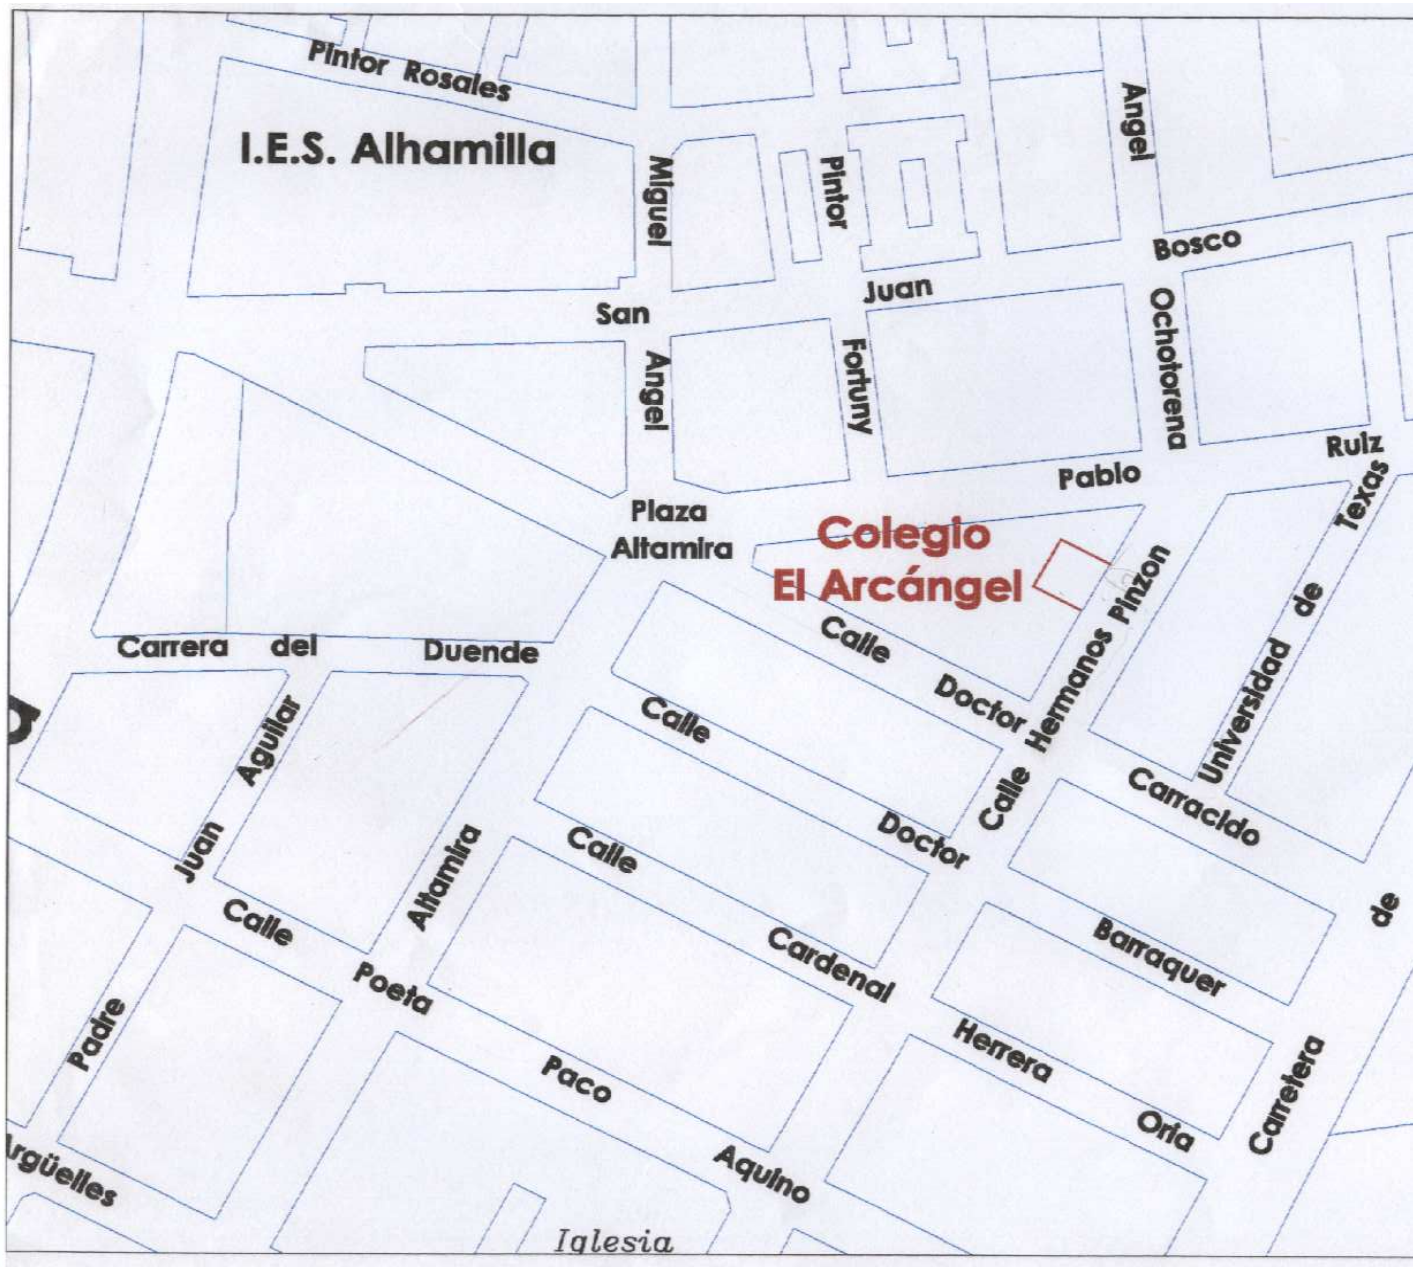 Pintor Rosales
I.E.S. Alhamilla
Miguel
Pintor
Angel
Bosco
Juan
San
Angel
Fortuny
Ochotorena
Ruiz
Pablo
Plaza
Altamira
Colegio
El Arcángel
Texas
de
Universidad
Calle
Doctor
Calle Hermanos Pinzon
Carrera del Duende
Calle
Doctor
Carracido
Juan Aguilar
Altamira
Calle
Cardenal
Barraquer
de
Carretera
Calle
Poeta
Paco
Aquino
Herrera
Oria
Padre
Argüelles
Iglesia